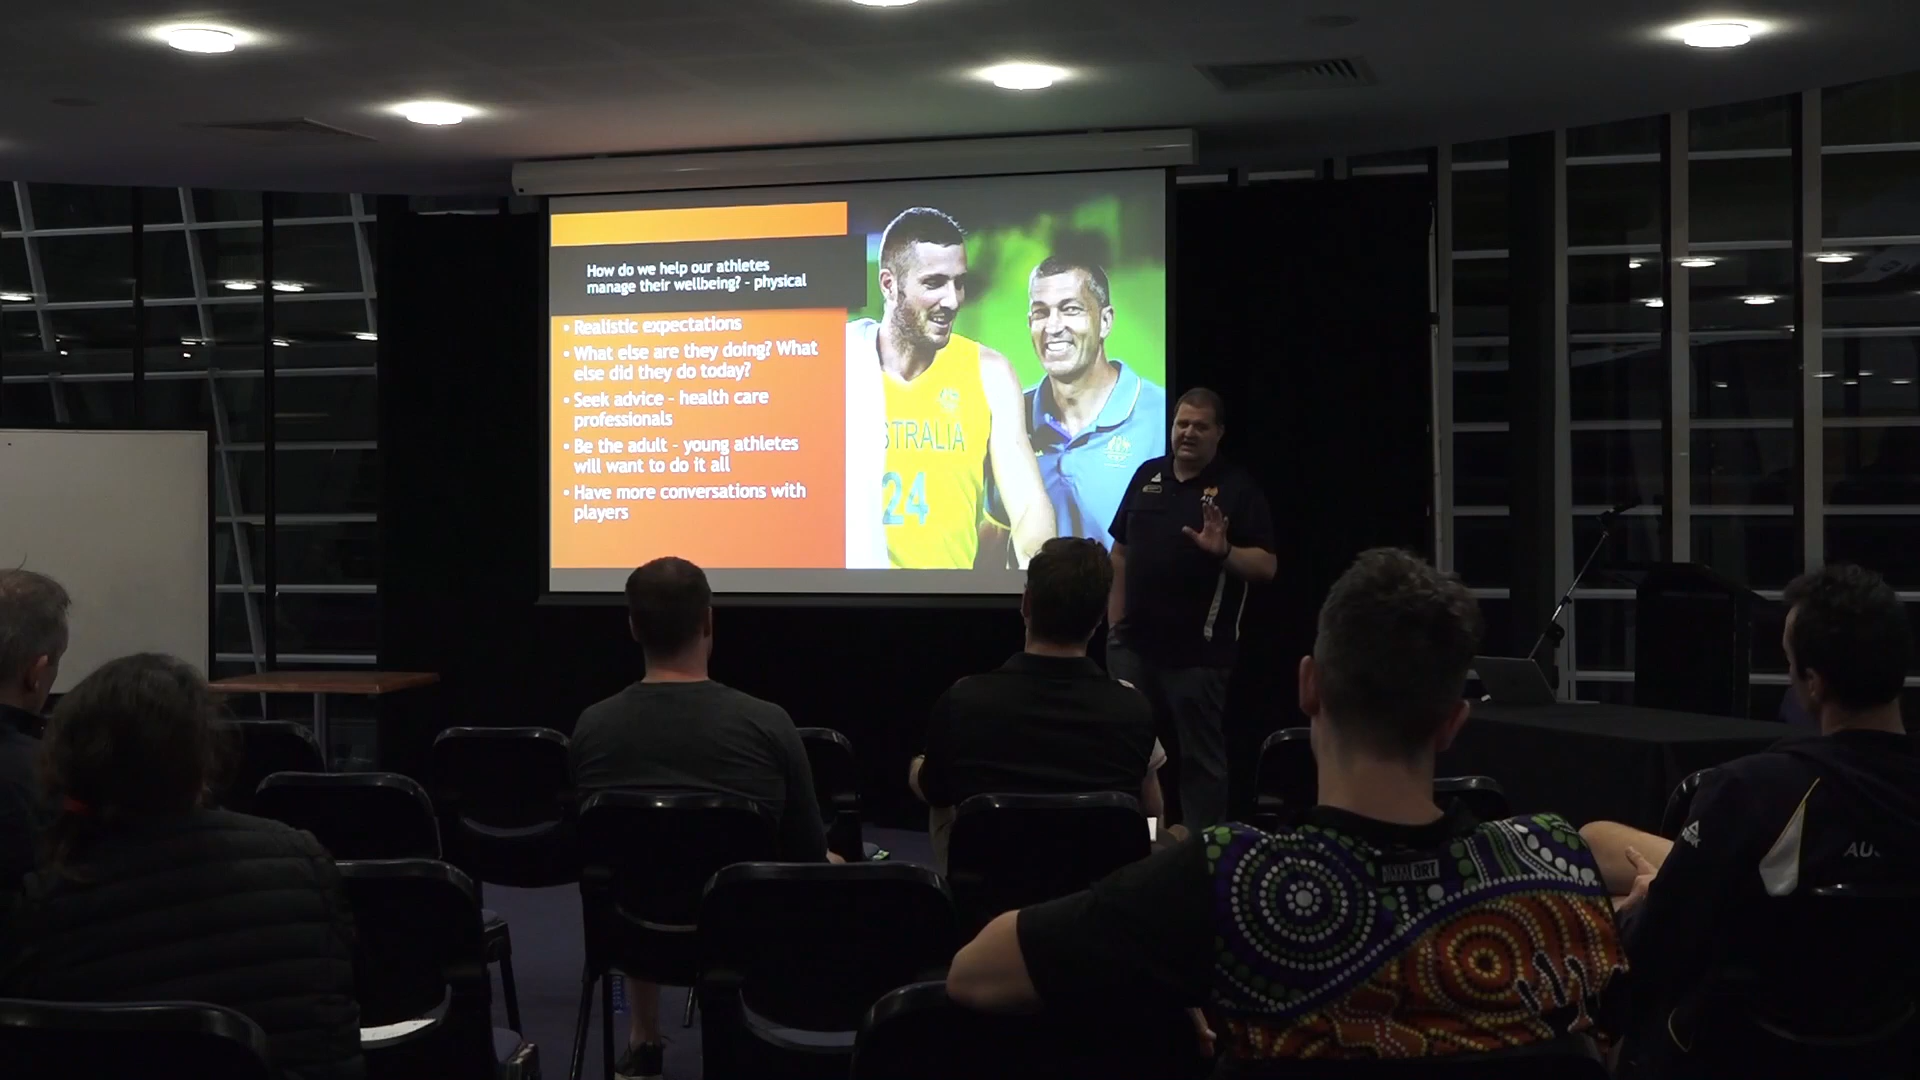 How do we help our athletes
manage their wellbeing? - physical
• Realistic expectations
• What else are they doing? What
else did they do today?
• Seek advice - health care
professionals
• Be the adult - young athletes
will want to do it all
• Have more conversations with
players
STRALIA
24
ART
AU